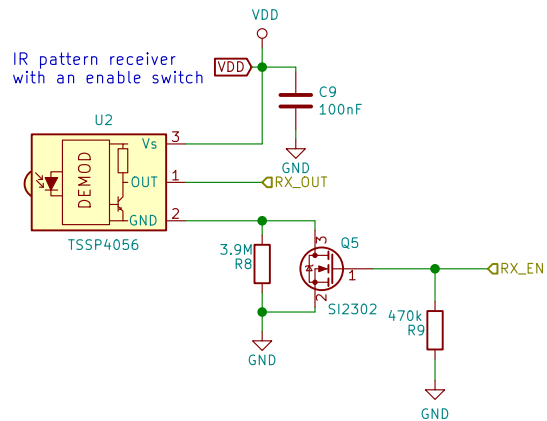 VDD
IR pattern receiver
with an enable switch
VDD
C9
100nF
U2
GND
Vs
3
DEMOD
OUT
1
RX_OUT
GND
2
TSSP4056
3.9M
R8
3
Q5
1
RX_EN
2
SI2302
470k
R9
GND
GND